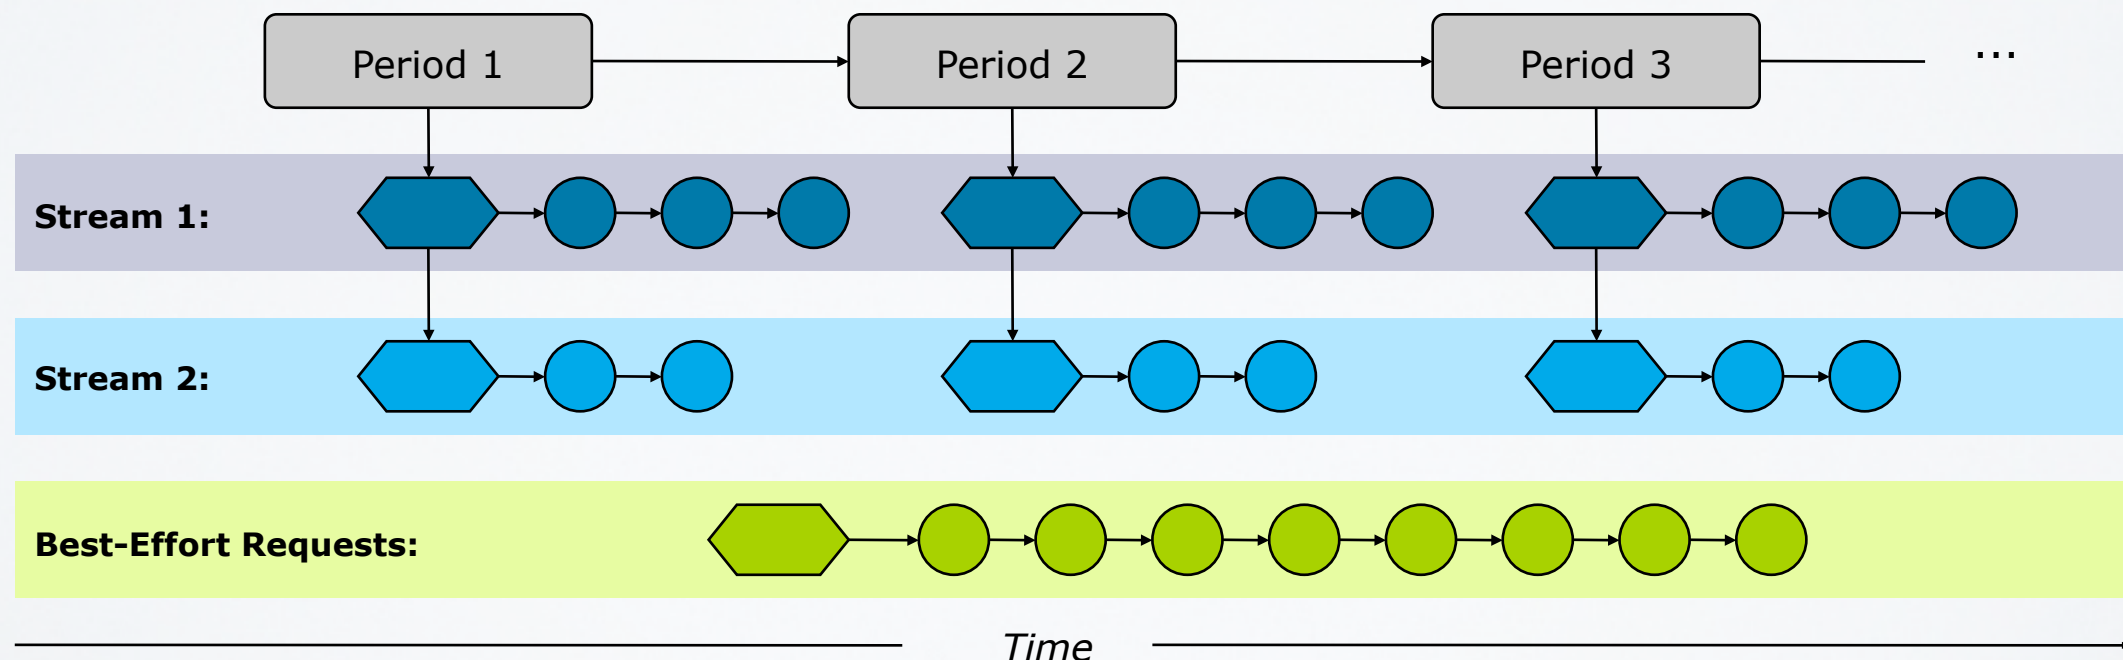 Period 1
Period 2
Period 3
...
Stream 1:
Stream 2:
Best-Effort Requests:
Time